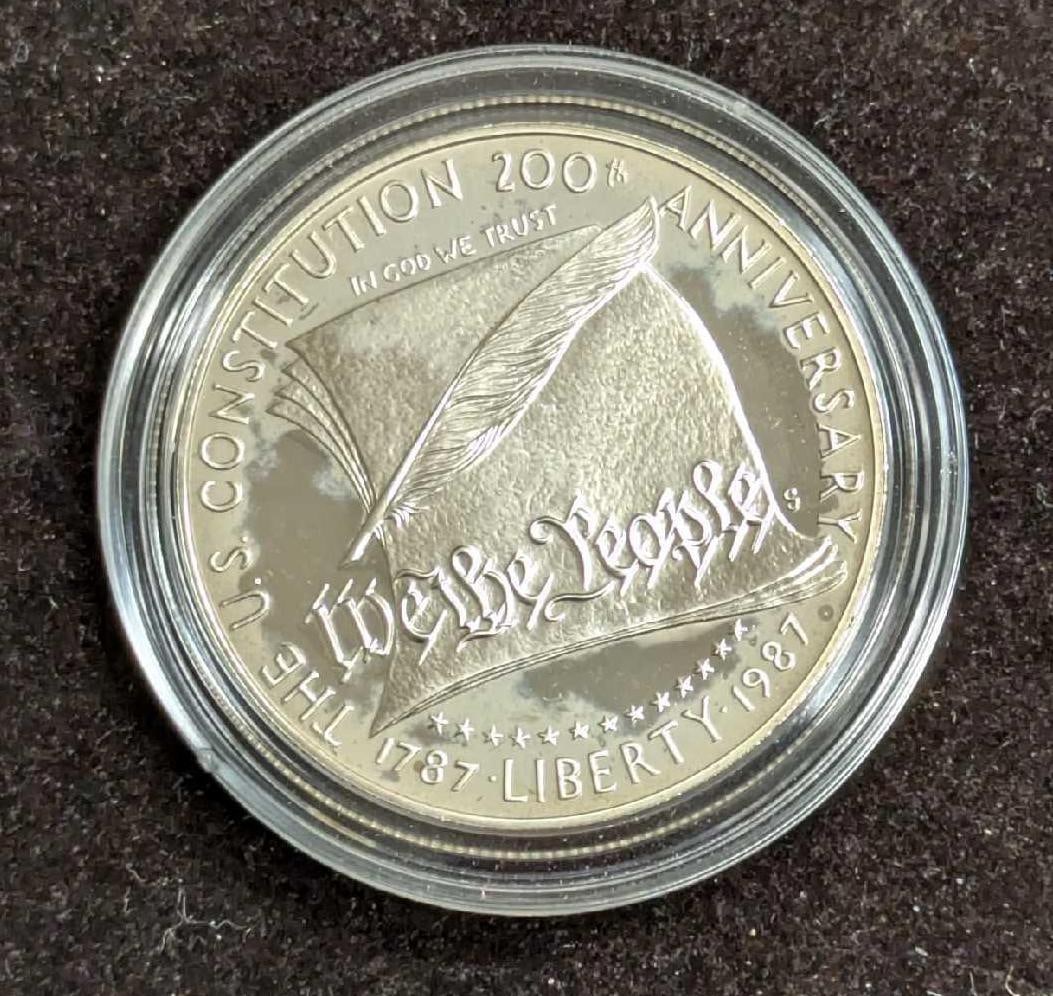 THE U.S. CONSTITUTION 200th ANNIVERSARY
IN GOD WE TRUST
We the People
S
1787 · LIBERTY · 1987